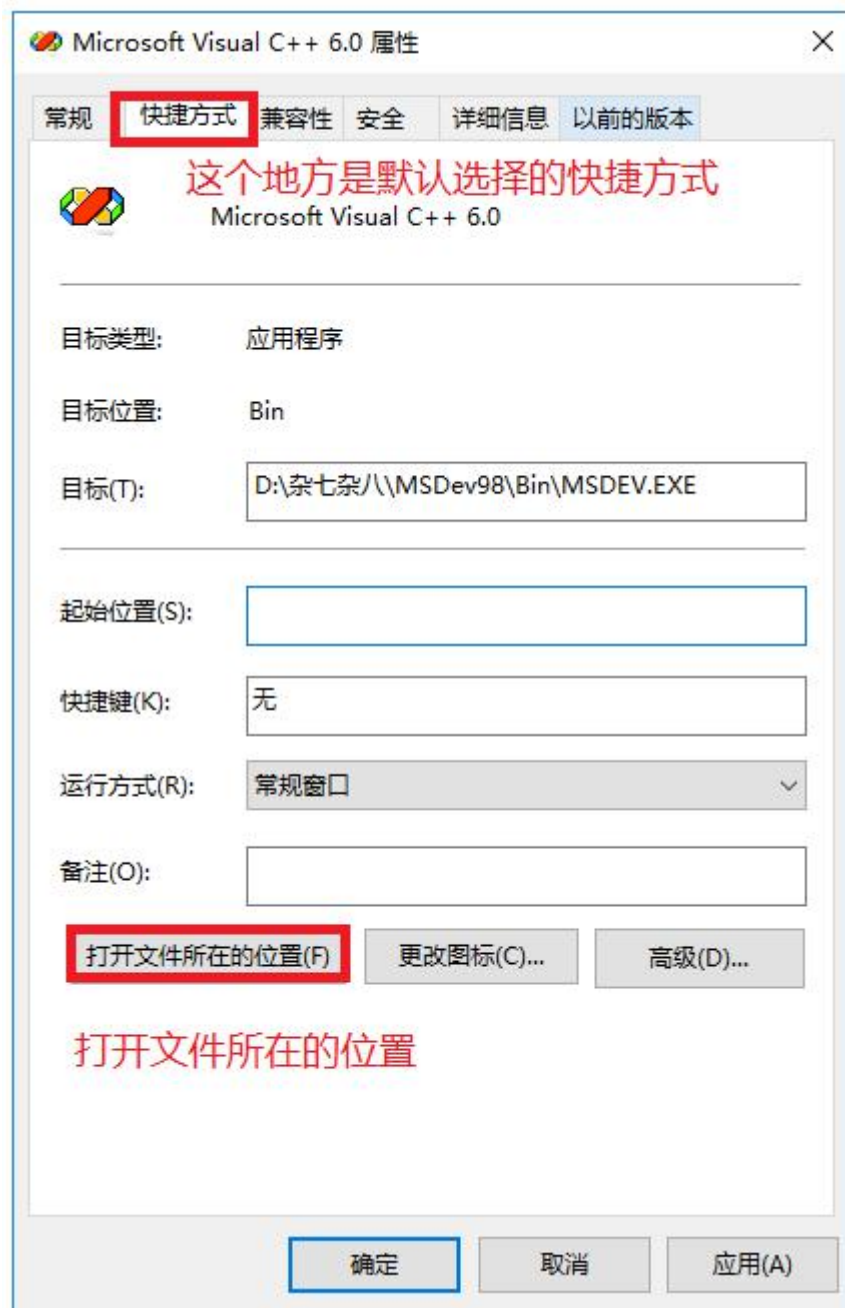 Microsoft Visual C++ 6.0 属性
常规 快捷方式 兼容性 安全 详细信息 以前的版本
这个地方是默认选择的快捷方式
Microsoft Visual C++ 6.0
目标类型: 应用程序
目标位置: Bin
目标(T): D:\杂七杂八\MSDev98\Bin\MSDEV.EXE
起始位置(S):
快捷键(K): 无
运行方式(R): 常规窗口
备注(O):
打开文件所在的位置(F) 更改图标(C)... 高级(D)...
打开文件所在的位置
确定 取消 应用(A)